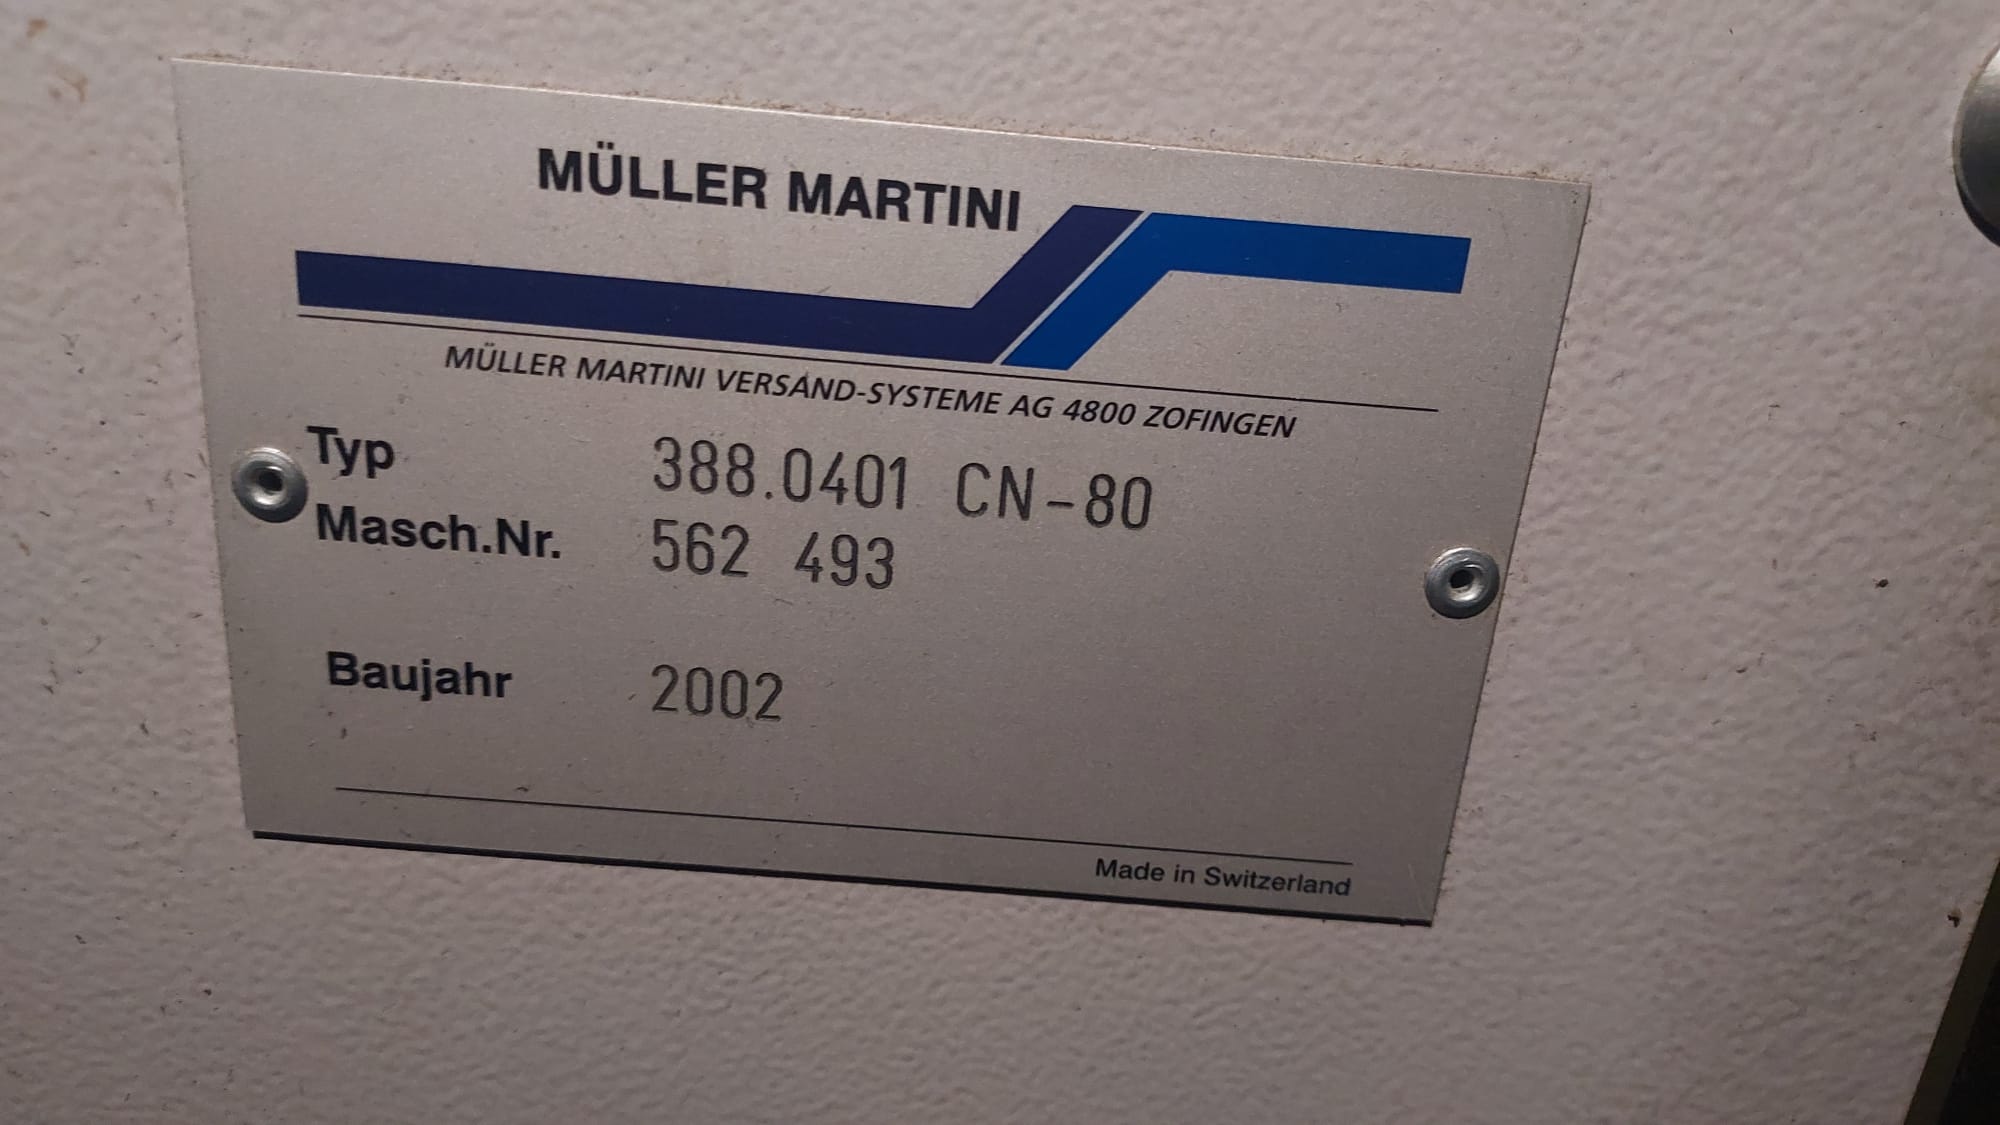 MÜLLER MARTINI
MÜLLER MARTINI VERSAND-SYSTEME AG 4800 ZOFINGEN
Typ 388.0401 CN-80
Masch.Nr. 562 493
Baujahr 2002
Made in Switzerland